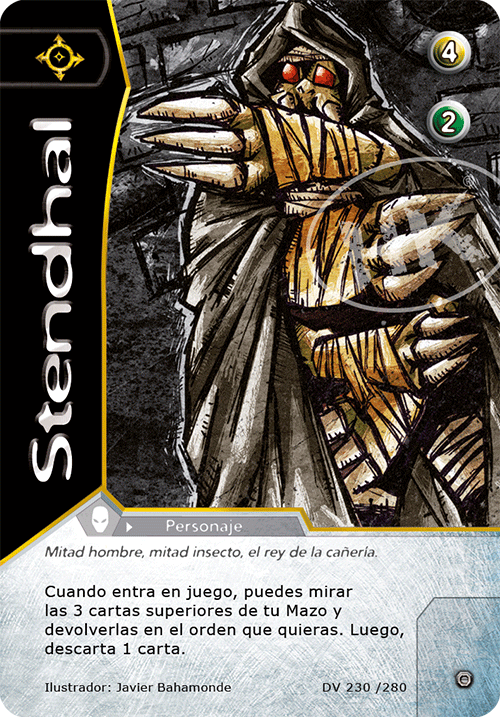 4
2
Stendhal
HK
Personaje
Mitad hombre, mitad insecto, el rey de la cañería.
Cuando entra en juego, puedes mirar
las 3 cartas superiores de tu Mazo y
devolverlas en el orden que quieras. Luego,
descarta 1 carta.
Ilustrador: Javier Bahamonde
DV 230 /280